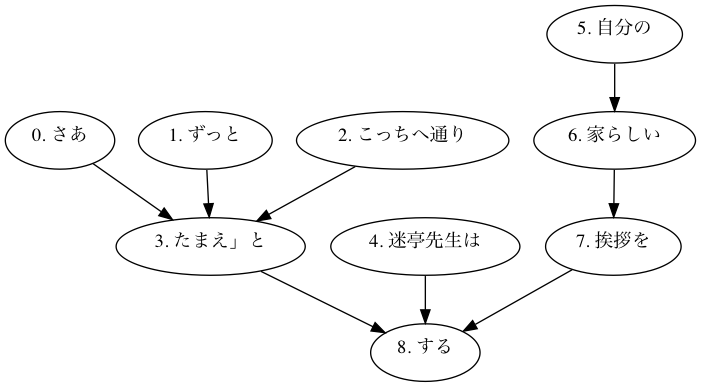 5. 自分の
0. さあ
1. ずっと
2. こっちへ通り
6. 家らしい
3. たまえ」と
4. 迷亭先生は
7. 挨拶を
8. する